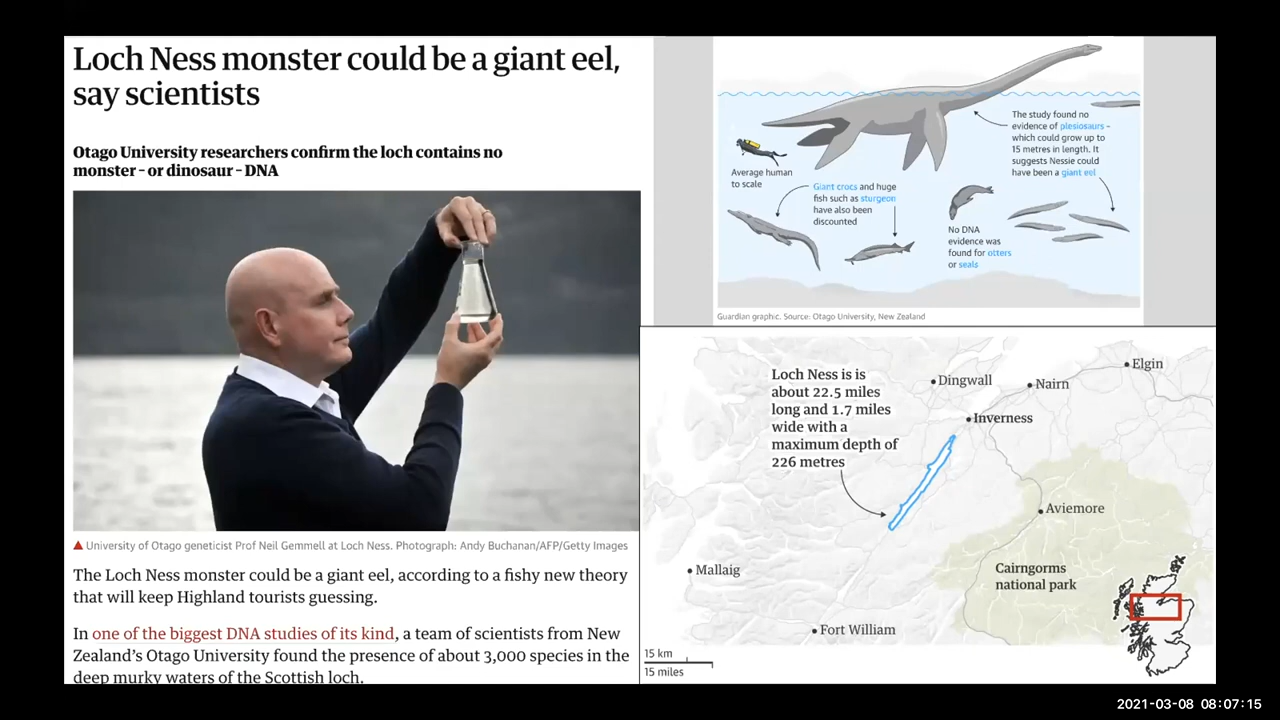 Loch Ness monster could be a giant eel,
say scientists
Otago University researchers confirm the loch contains no
monster – or dinosaur – DNA
▲ University of Otago geneticist Prof Neil Gemmell at Loch Ness. Photograph: Andy Buchanan/AFP/Getty Images
The Loch Ness monster could be a giant eel, according to a fishy new theory
that will keep Highland tourists guessing.
In one of the biggest DNA studies of its kind, a team of scientists from New
Zealand’s Otago University found the presence of about 3,000 species in the
deep murky waters of the Scottish loch.
Average human
to scale
Giant crocs and huge
fish such as sturgeon
have also been
discounted
No DNA
evidence was
found for otters
or seals
The study found no
evidence of plesiosaurs –
which could grow up to
15 metres in length. It
suggests Nessie could
have been a giant eel
Guardian graphic. Source: Otago University, New Zealand
Loch Ness is is
about 22.5 miles
long and 1.7 miles
wide with a
maximum depth of
226 metres
Elgin
Dingwall
Nairn
Inverness
Aviemore
Cairngorms
national park
Mallaig
Fort William
15 km
15 miles
2021-03-08 08:07:15